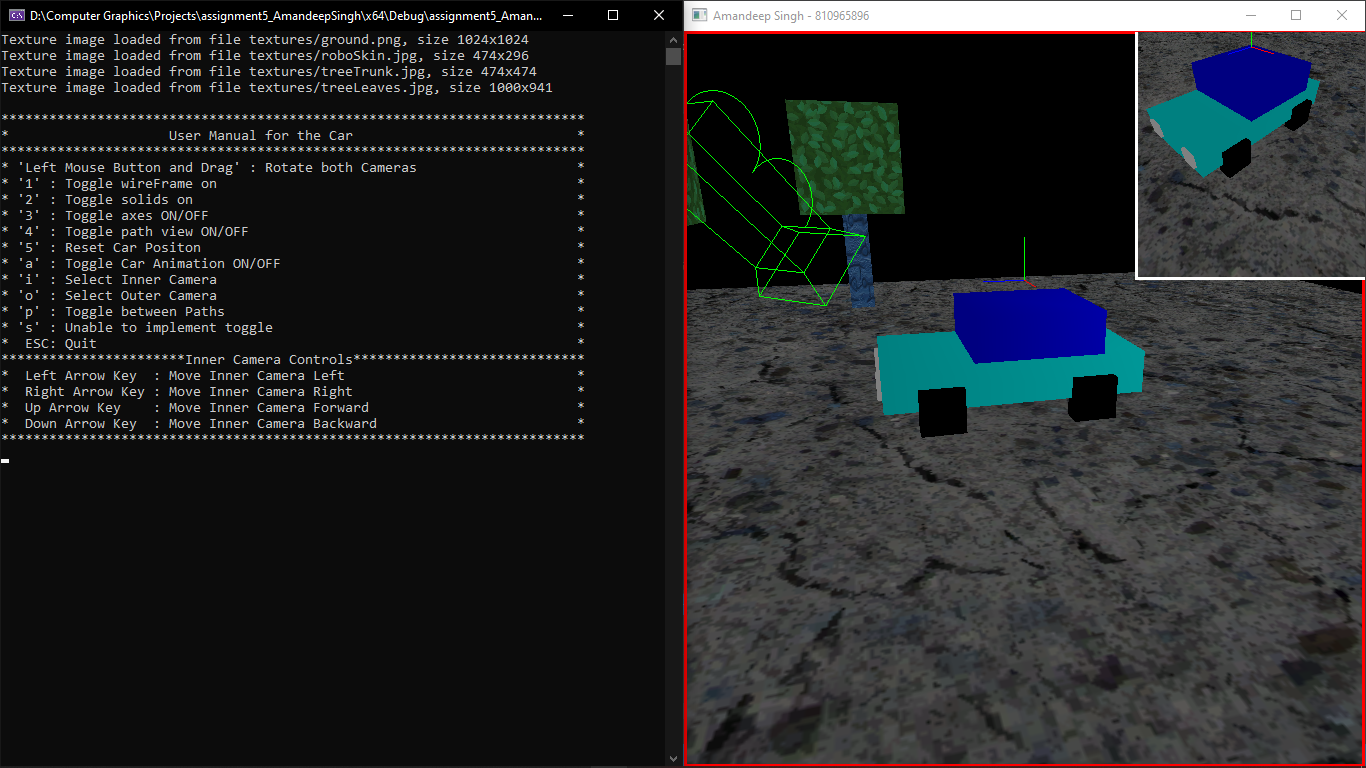 D:\Computer Graphics\Projects\assignment5_AmandeepSingh\x64\Debug\assignment5_Aman...
Texture image loaded from file textures/ground.png, size 1024x1024
Texture image loaded from file textures/roboSkin.jpg, size 474x296
Texture image loaded from file textures/treeTrunk.jpg, size 474x474
Texture image loaded from file textures/treeLeaves.jpg, size 1000x941
***********************************************************************
* User Manual for the Car *
***********************************************************************
* 'Left Mouse Button and Drag' : Rotate both Cameras *
* '1' : Toggle wireFrame on *
* '2' : Toggle solids on *
* '3' : Toggle axes ON/OFF *
* '4' : Toggle path view ON/OFF *
* '5' : Reset Car Positon *
* 'a' : Toggle Car Animation ON/OFF *
* 'i' : Select Inner Camera *
* 'o' : Select Outer Camera *
* 'p' : Toggle between Paths *
* 's' : Unable to implement toggle *
* ESC: Quit *
***********************Inner Camera Controls***************************
* Left Arrow Key : Move Inner Camera Left *
* Right Arrow Key : Move Inner Camera Right *
* Up Arrow Key : Move Inner Camera Forward *
* Down Arrow Key : Move Inner Camera Backward *
***********************************************************************
Amandeep Singh - 810965896